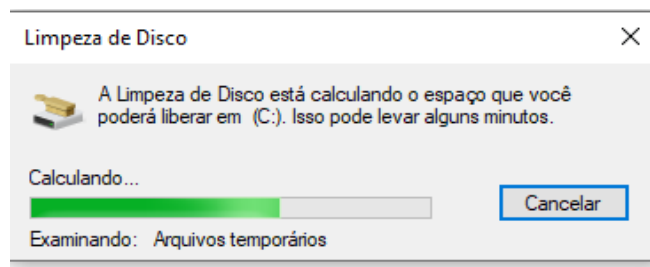 Limpeza de Disco
A Limpeza de Disco está calculando o espaço que você
poderá liberar em  (C:). Isso pode levar alguns minutos.
Calculando...
Cancelar
Examinando:   Arquivos temporários